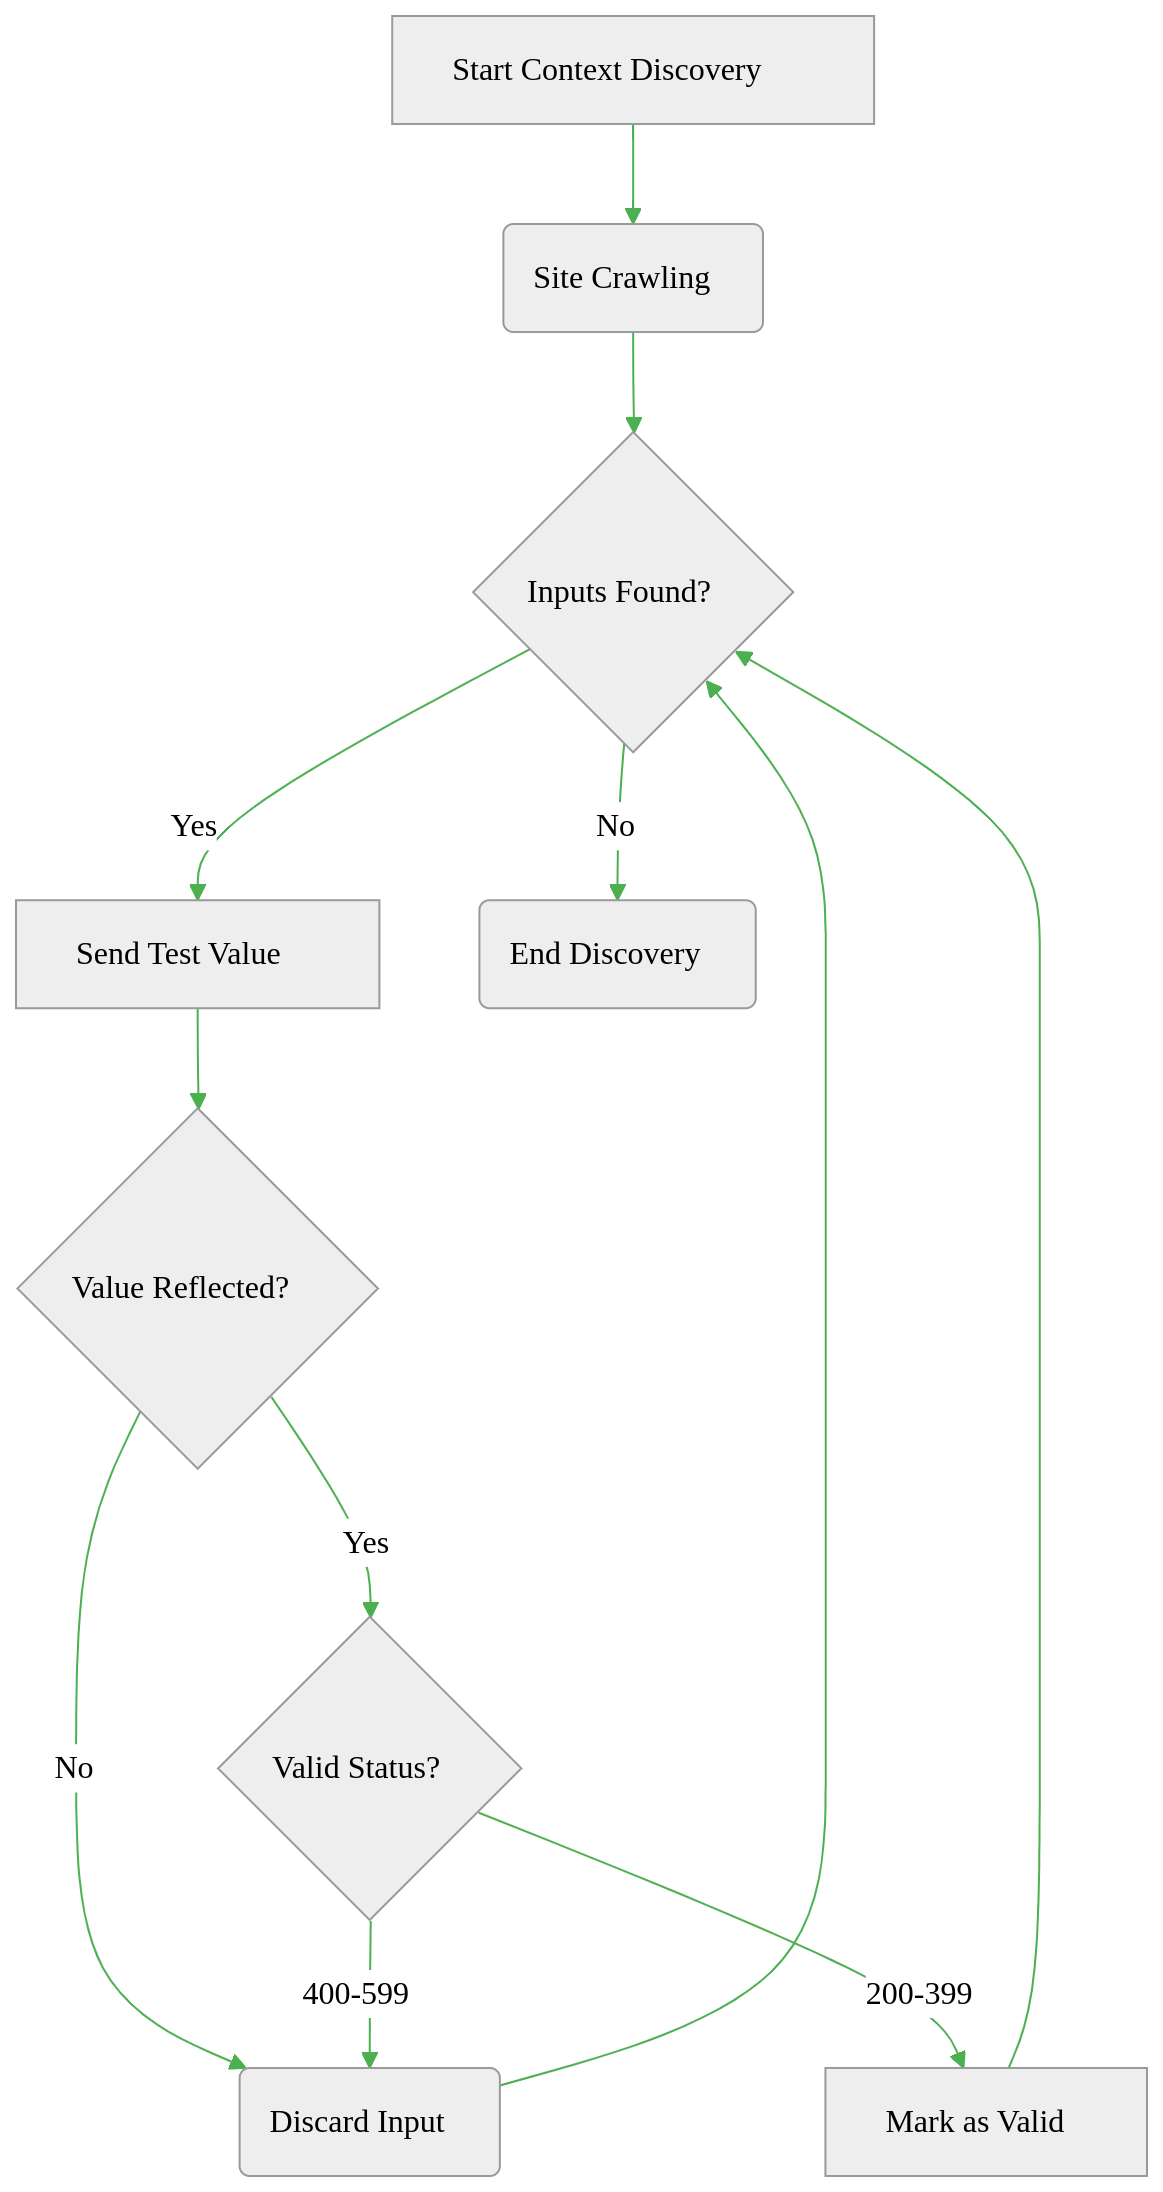 Start Context Discovery
Site Crawling
Inputs Found?
Yes
No
Send Test Value
End Discovery
Value Reflected?
Yes
No
Valid Status?
400-599
200-399
Discard Input
Mark as Valid